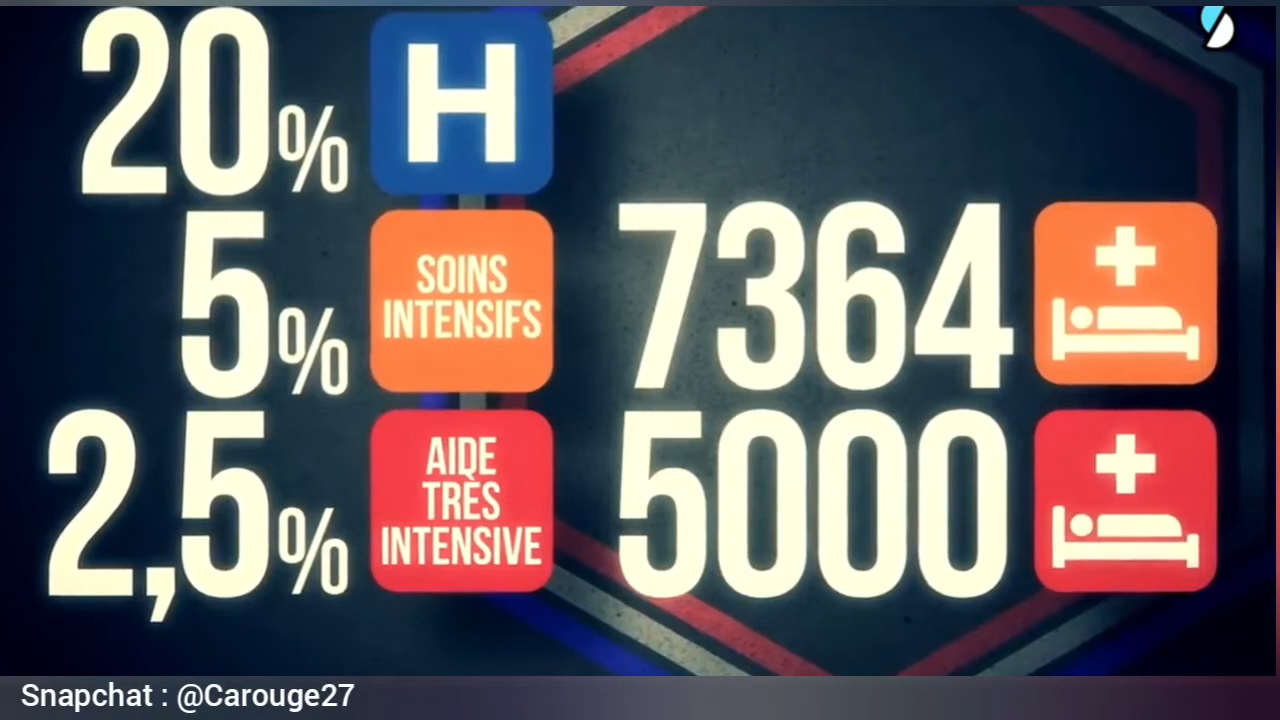 20% H
5% SOINS
INTENSIFS
7364
2,5% AIDE
TRÈS
INTENSIVE
5000
Snapchat : @Carouge27